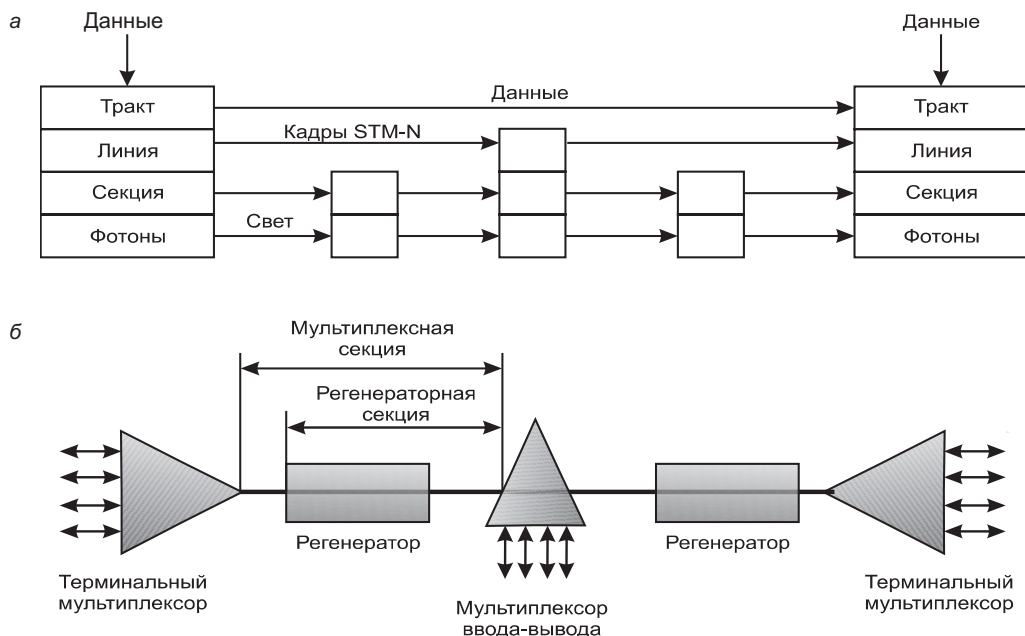 а
Данные
Данные
Тракт
Данные
Тракт
Линия
Кадры STM-N
Линия
Секция
Секция
Фотоны
Свет
Фотоны
б
Мультиплексная
секция
Регенераторная
секция
Регенератор
Регенератор
Терминальный
мультиплексор
Мультиплексор
ввода-вывода
Терминальный
мультиплексор